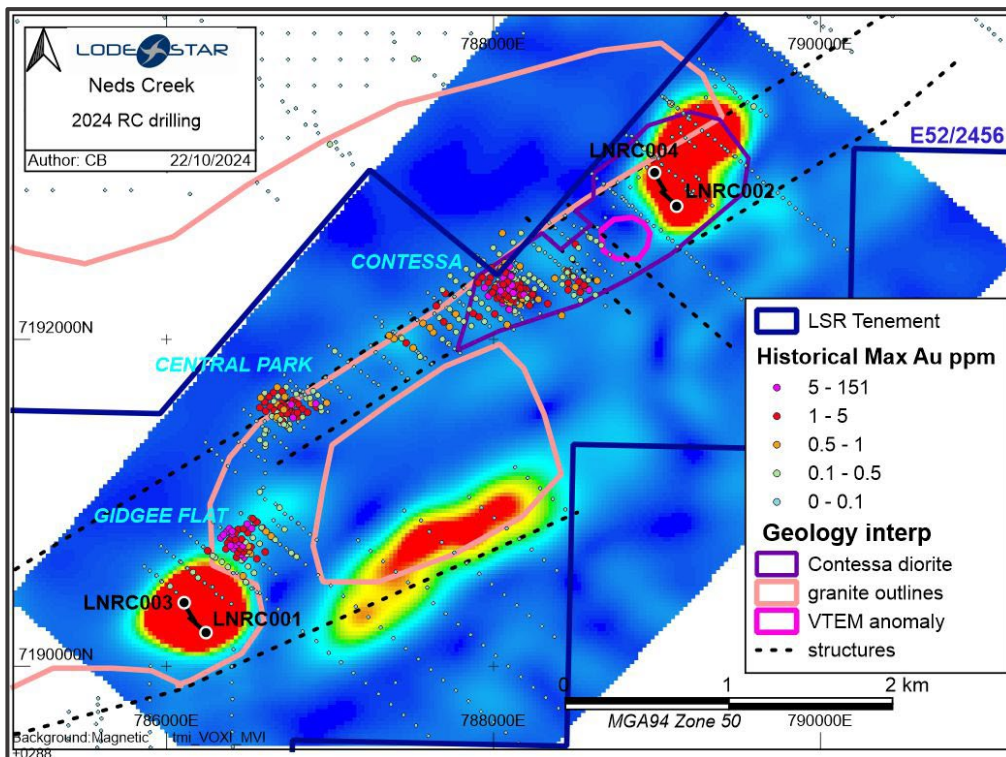 LODESTAR
Neds Creek
2024 RC drilling
Author: CB 22/10/2024
788000E
790000E
E52/2456
LNRC004
LNRC002
CONTESSA
7192000N
CENTRAL PARK
GIDGEE FLAT
LNRC003
LNRC001
7190000N
786000E
788000E
790000E
LSR Tenement
Historical Max Au ppm
5 - 151
1 - 5
0.5 - 1
0.1 - 0.5
0 - 0.1
Geology interp
Contessa diorite
granite outlines
VTEM anomaly
structures
0 1 2 km
MGA94 Zone 50
Background:Magnetic tmi_VOXI_MVI
+0288